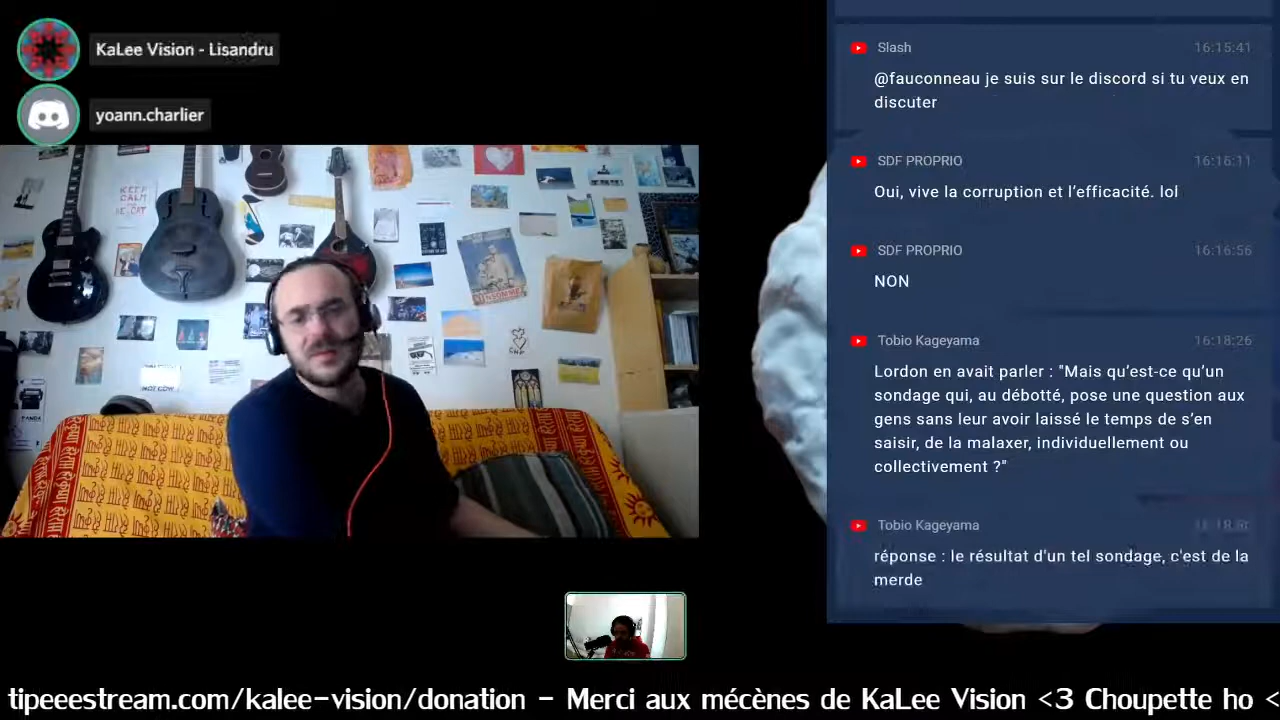 KaLee Vision - Lisandru
yoann.charlier
KEEP
CALM
Slash 16:15:41
@fauconneau je suis sur le discord si tu veux en
discuter
SDF PROPRIO 16:16:11
Oui, vive la corruption et l’efficacité. lol
SDF PROPRIO 16:16:56
NON
Tobio Kageyama 16:18:26
Lordon en avait parler : "Mais qu’est-ce qu’un
sondage qui, au débotté, pose une question aux
gens sans leur avoir laissé le temps de s’en
saisir, de la malaxer, individuellement ou
collectivement ?"
Tobio Kageyama
réponse : le résultat d'un tel sondage, c'est de la
merde
tipeeestream.com/kalee-vision/donation - Merci aux mécènes de KaLee Vision <3 Choupette ho <